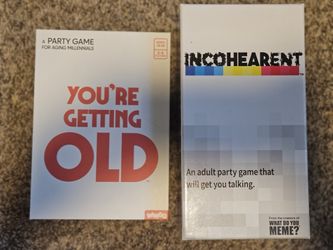 A PARTY GAME
FOR AGING MILLENNIALS
YOU'RE
GETTING
OLD
INCOHEARENT
An adult party game that
will get you talking.
From the creators of
WHAT DO YOU
MEME?